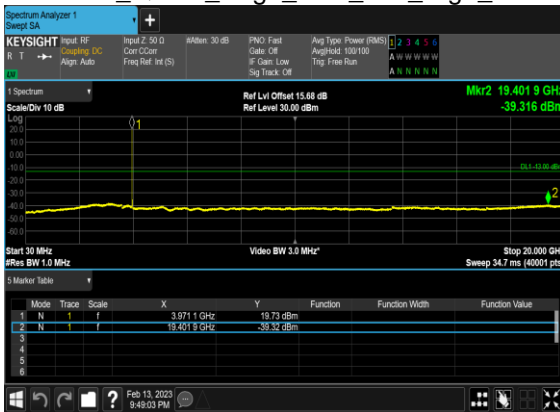 Spectrum Analyzer 1
Swept SA
+
KEYSIGHT Input: RF Input Z: 50 Ω #Atten: 30 dB PNO: Fast Avg Type: Power (RMS) 1 2 3 4 5 6
R T Coupling: DC Corr CCorr Gate: Off Avg|Hold: 100/100 A W W W W W
Align: Auto Freq Ref: Int (S) IF Gain: Low Trig: Free Run
Sig Track: Off A N N N N N
1 Spectrum Ref Lvl Offset 15.68 dB Mkr2 19.401 9 GHz
Scale/Div 10 dB Ref Level 30.00 dBm -39.316 dBm
Log
20.0
10.0
0.00
-10.0
DL1 -13.00 dBm
-20.0
-30.0
-40.0
-50.0
-60.0
1
2
Start 30 MHz Video BW 3.0 MHz* Stop 20.000 GHz
#Res BW 1.0 MHz Sweep 34.7 ms (40001 pts)
5 Marker Table
Mode Trace Scale X Y Function Function Width Function Value
1 N 1 f 3.971 1 GHz 19.73 dBm
2 N 1 f 19.401 9 GHz -39.32 dBm
3
4
5
6
? Feb 13, 2023
9:49:03 PM